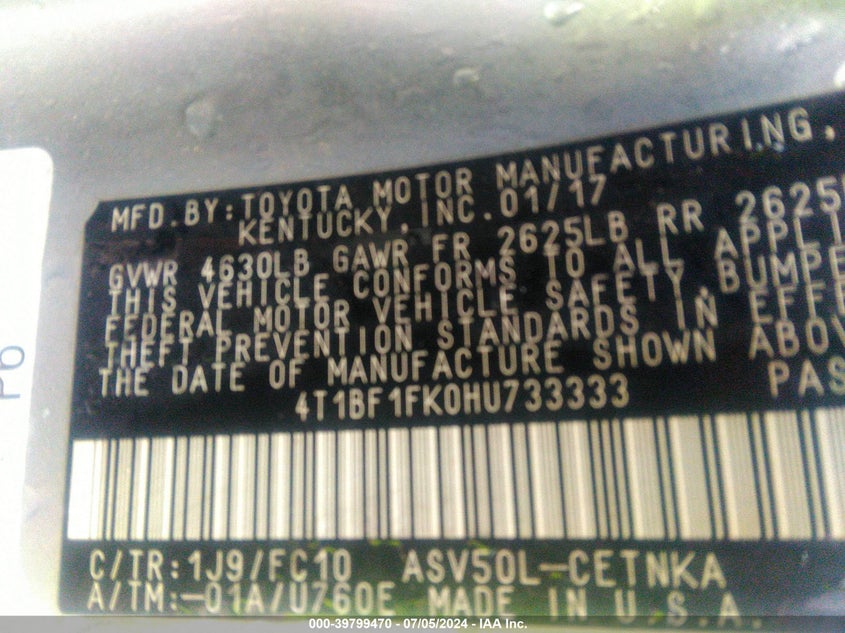 MFD.BY:TOYOTA MOTOR MANUFACTURING,
KENTUCKY,INC.01/17
GVWR 4630LB GAWR FR 2625LB RR 2625
THIS VEHICLE CONFORMS TO ALL APPLI
FEDERAL MOTOR VEHICLE SAFETY,BUMPE
THEFT PREVENTION STANDARDS IN EFFE
THE DATE OF MANUFACTURE SHOWN ABOV
4T1BF1FK0HU733333 PAS
C/TR:1J9/FC10 ASV50L-CETNKA
A/TM:-01A/U760E MADE IN U.S.A.
000-39799470 - 07/05/2024 - IAA Inc.